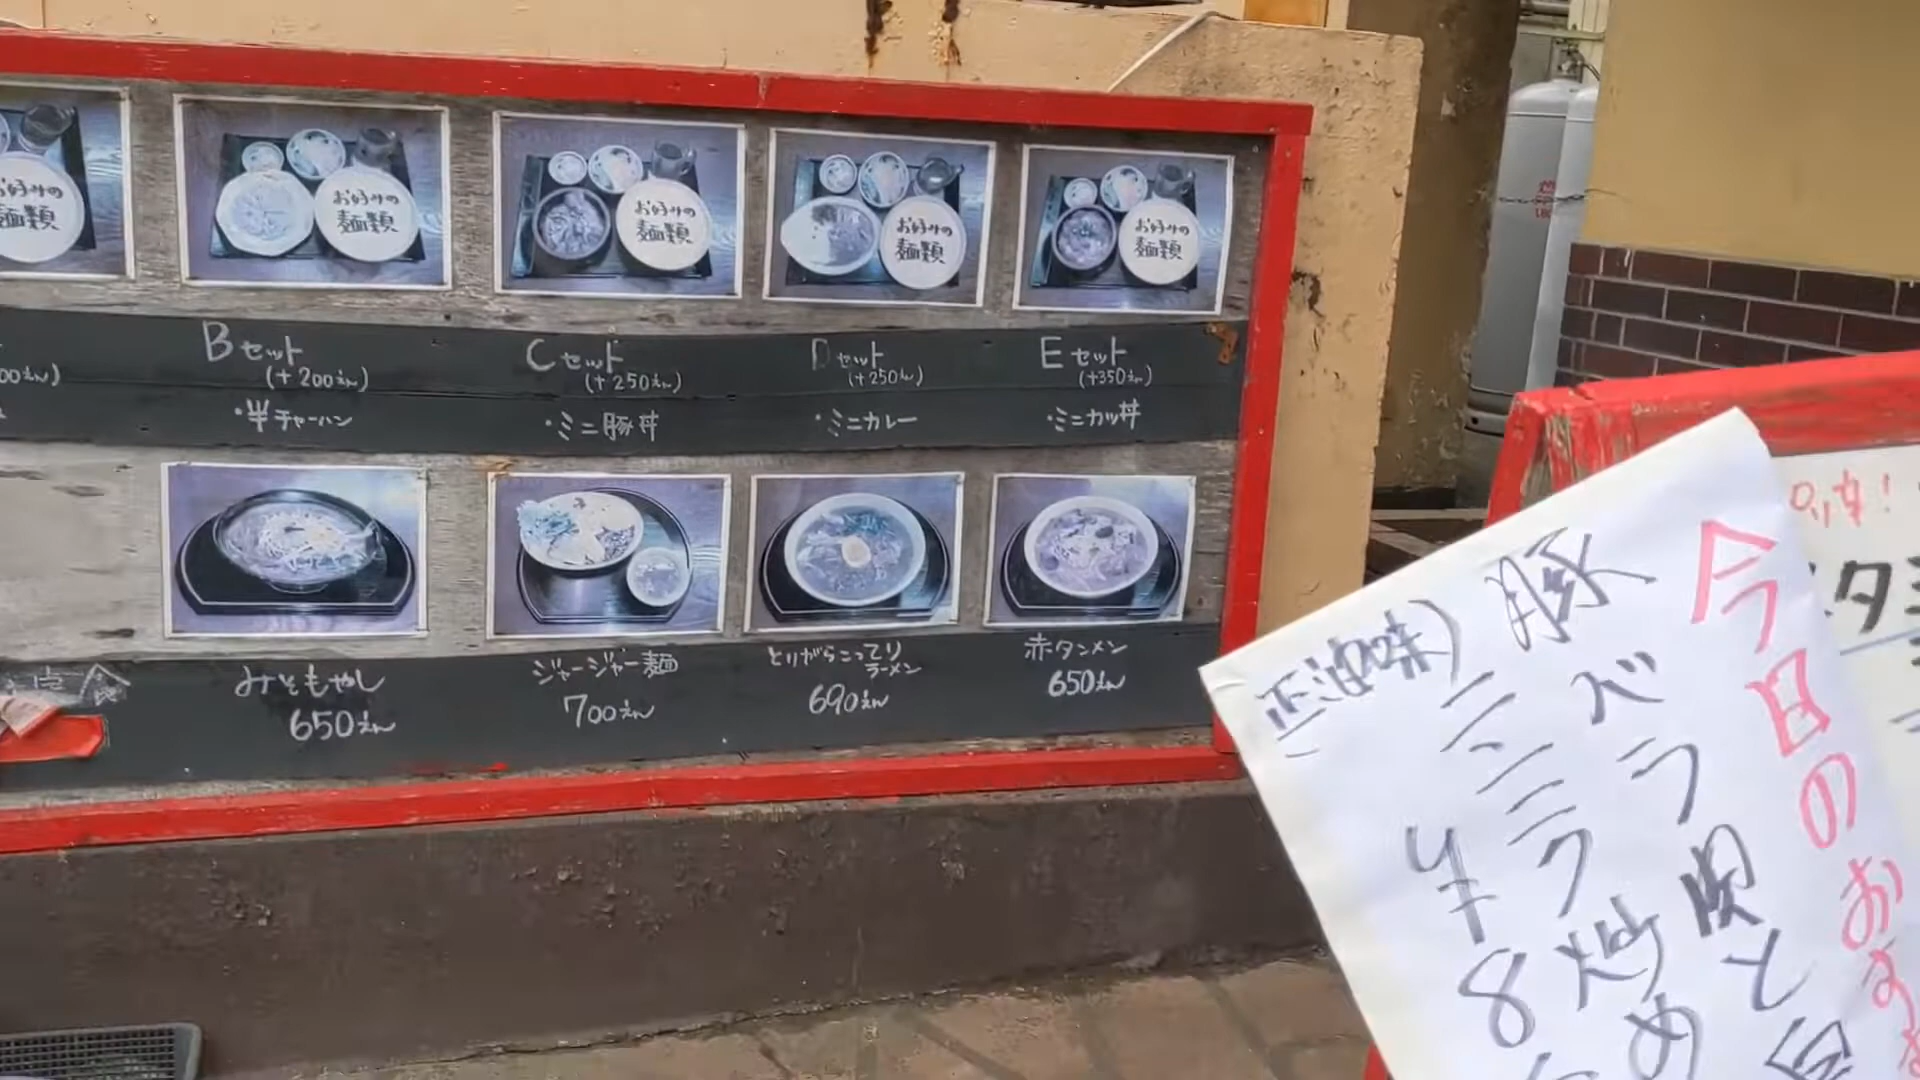 お好みの
麺類
お好みの
麺類
お好みの
麺類
お好みの
麺類
お好みの
麺類
Bセット
(+200えん)
・半チャーハン
Cセット
(+250えん)
・ミニ豚丼
Dセット
(+250えん)
・ミニカレー
Eセット
(+350えん)
・ミニカツ丼
みそもやし
650えん
ジャージャー麺
700えん
とりがらこってり
ラーメン
690えん
赤タンメン
650えん
今日のおすす
豚バラ肉と
ニンニク炒め
油味)
¥8